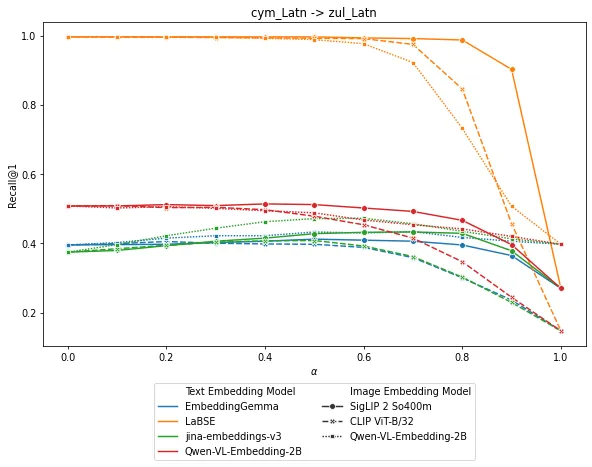 cym_Latn -> zul_Latn
Recall@1
1.0
0.8
0.6
0.4
0.2
0.0 0.2 0.4 0.6 0.8 1.0
α
Text Embedding Model Image Embedding Model
EmbeddingGemma SigLIP 2 So400m
LaBSE CLIP ViT-B/32
jina-embeddings-v3 Qwen-VL-Embedding-2B
Qwen-VL-Embedding-2B